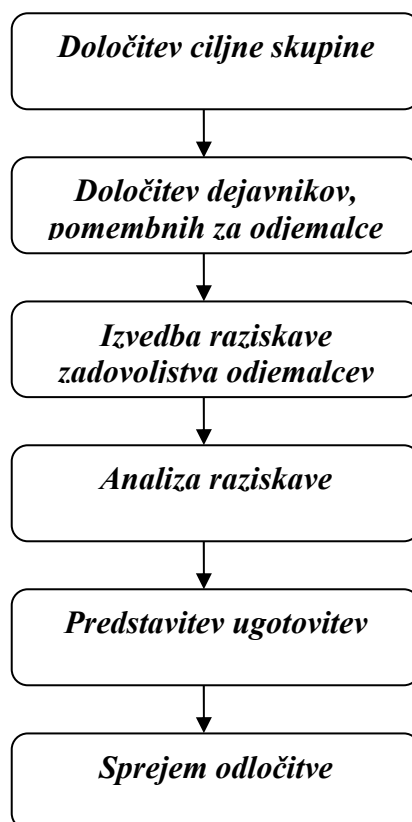 Določitev ciljne skupine
Določitev dejavnikov,
pomembnih za odjemalce
Izvedba raziskave
zadovoljstva odjemalcev
Analiza raziskave
Predstavitev ugotovitev
Sprejem odločitve